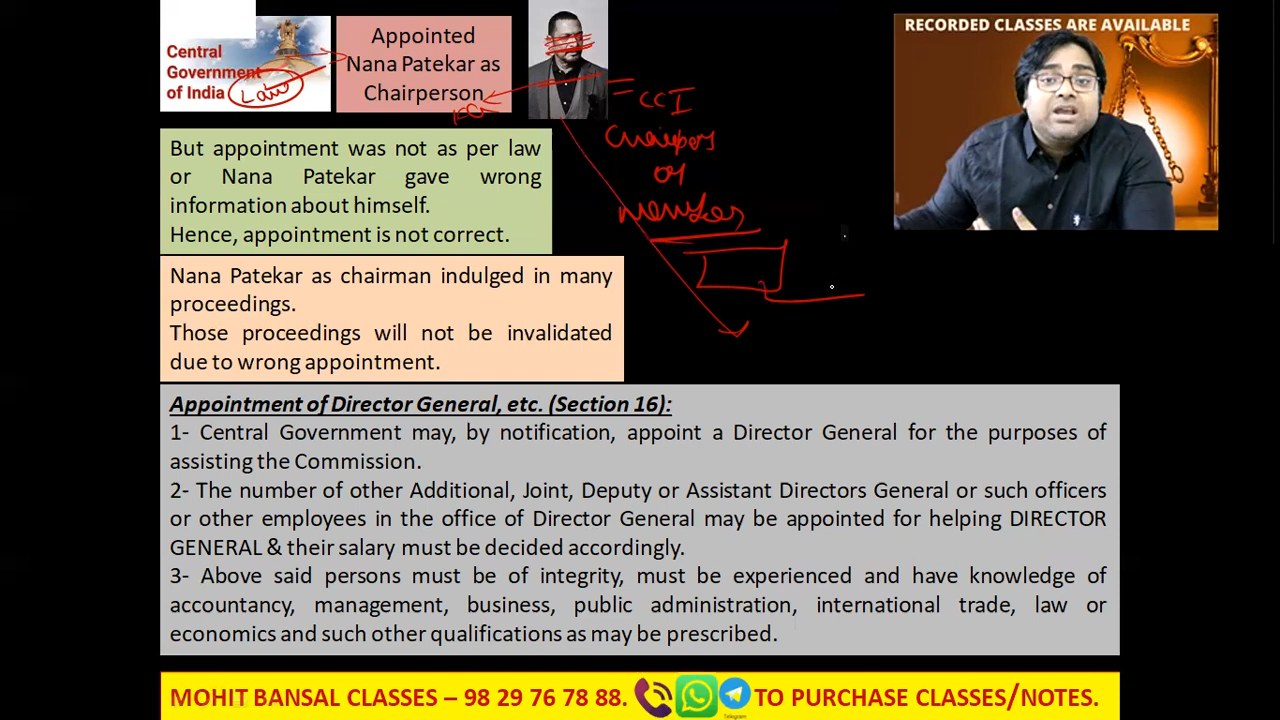 RECORDED CLASSES ARE AVAILABLE
Central
Government
of India
Appointed
Nana Patekar as
Chairperson
CCI
or
But appointment was not as per law
or Nana Patekar gave wrong
information about himself.
Hence, appointment is not correct.
Nana Patekar as chairman indulged in many
proceedings.
Those proceedings will not be invalidated
due to wrong appointment.
Appointment of Director General, etc. (Section 16):
1- Central Government may, by notification, appoint a Director General for the purposes of
assisting the Commission.
2- The number of other Additional, Joint, Deputy or Assistant Directors General or such officers
or other employees in the office of Director General may be appointed for helping DIRECTOR
GENERAL & their salary must be decided accordingly.
3- Above said persons must be of integrity, must be experienced and have knowledge of
accountancy, management, business, public administration, international trade, law or
economics and such other qualifications as may be prescribed.
MOHIT BANSAL CLASSES – 98 29 76 78 88. TO PURCHASE CLASSES/NOTES.
Telegram